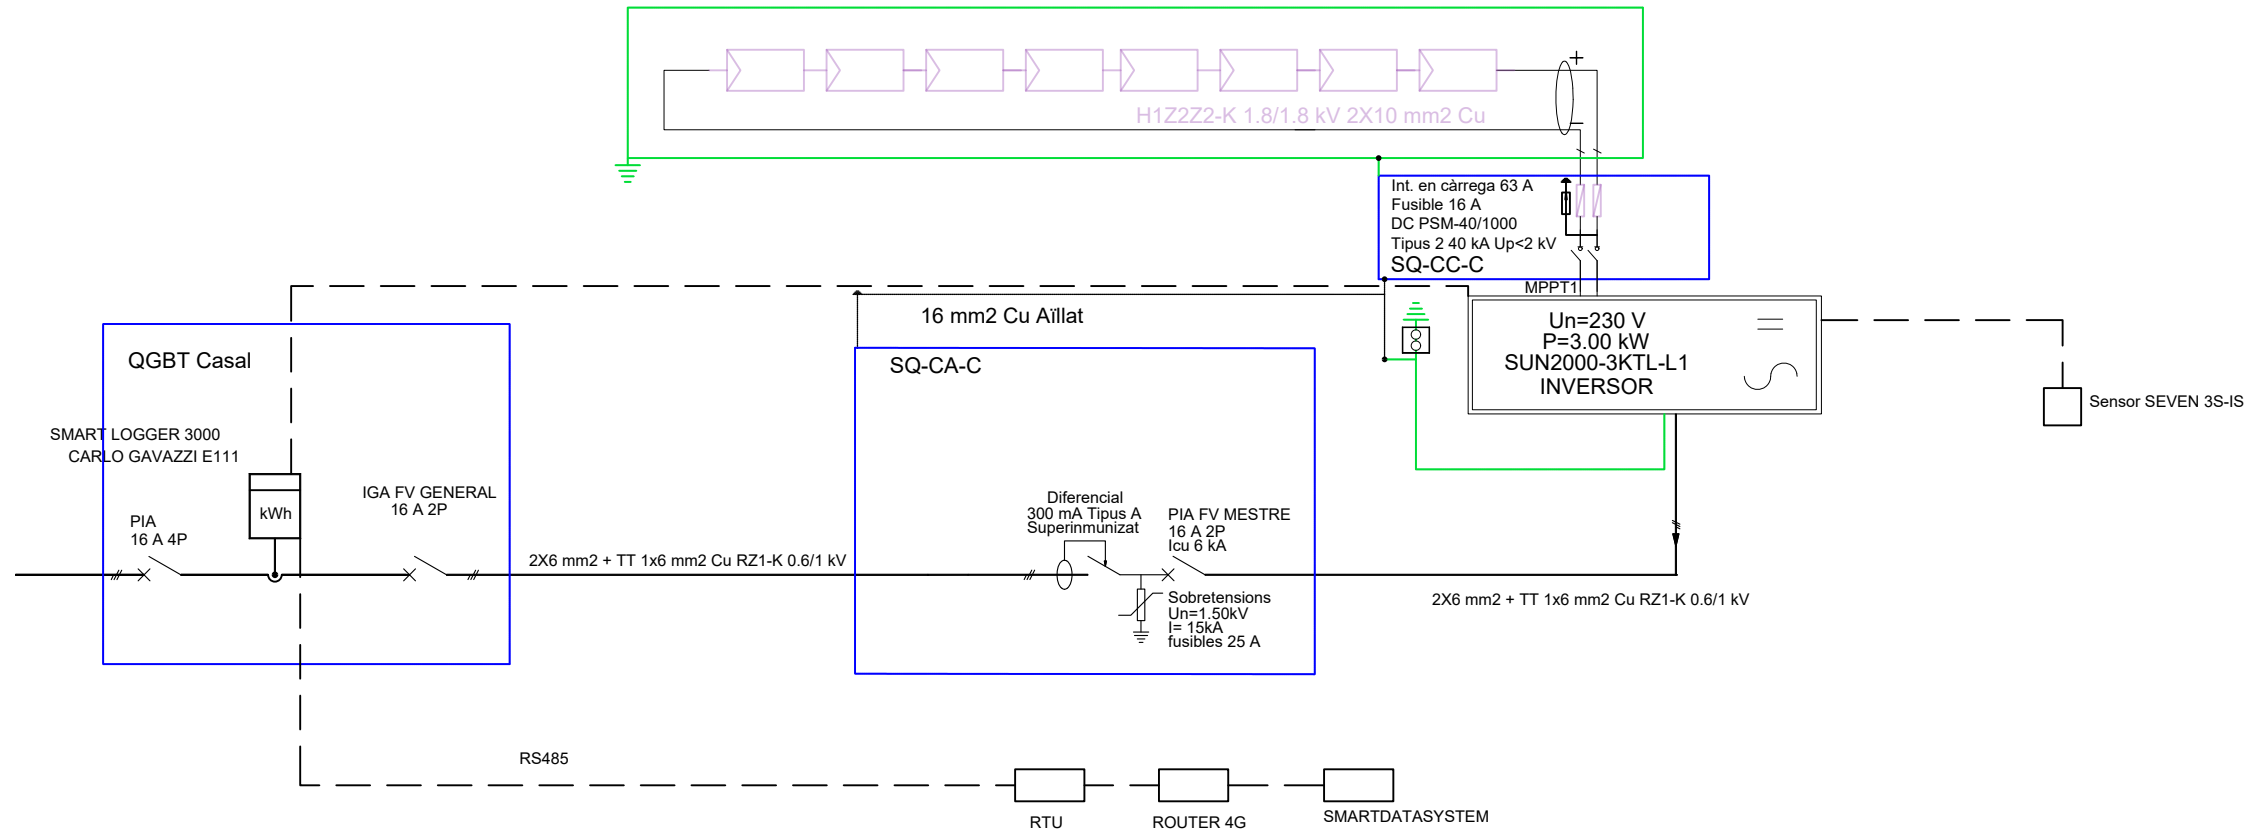 +
H1Z2Z2-K 1.8/1.8 kV 2X10 mm2 Cu
−
Int. en càrrega 63 A
Fusible 16 A
DC PSM-40/1000
Tipus 2 40 kA Up<2 kV
SQ-CC-C
MPPT1
16 mm2 Cu Aïllat
Un=230 V
P=3.00 kW
SUN2000-3KTL-L1
INVERSOR
Sensor SEVEN 3S-IS
QGBT Casal
SQ-CA-C
SMART LOGGER 3000
CARLO GAVAZZI E111
kWh
PIA
16 A 4P
IGA FV GENERAL
16 A 2P
2X6 mm2 + TT 1x6 mm2 Cu RZ1-K 0.6/1 kV
Diferencial
300 mA Tipus A
Superinmunizat
PIA FV MESTRE
16 A 2P
Icu 6 kA
Sobretensions
Un=1.50kV
I= 15kA
fusibles 25 A
2X6 mm2 + TT 1x6 mm2 Cu RZ1-K 0.6/1 kV
RS485
RTU
ROUTER 4G
SMARTDATASYSTEM